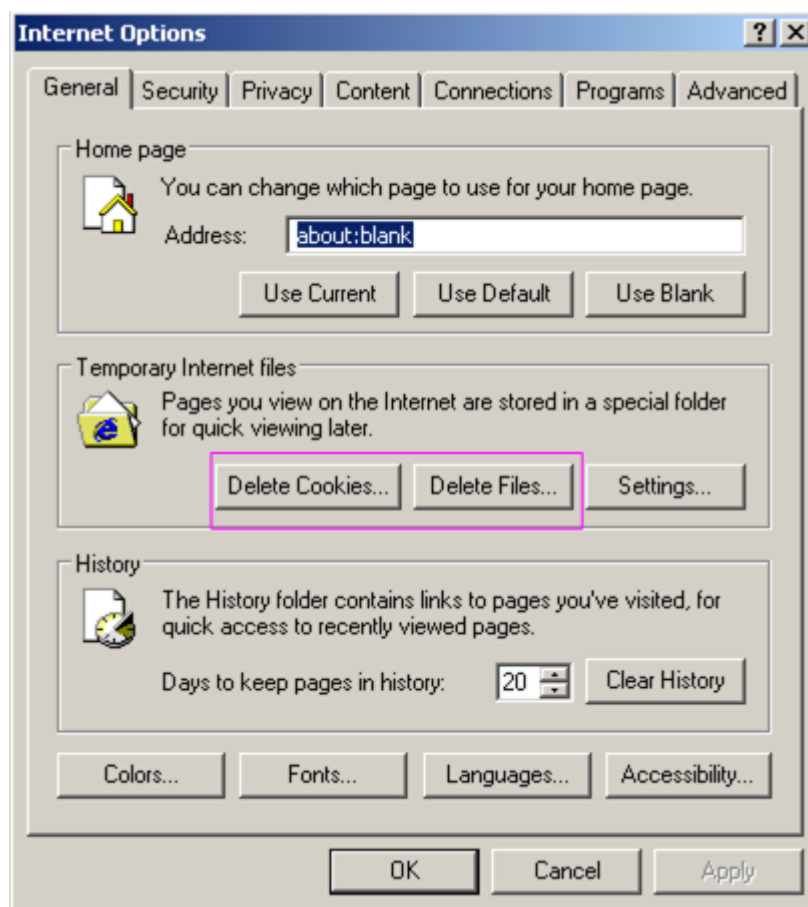 Internet Options
General Security Privacy Content Connections Programs Advanced
Home page
You can change which page to use for your home page.
Address: about:blank
Use Current Use Default Use Blank
Temporary Internet files
Pages you view on the Internet are stored in a special folder
for quick viewing later.
Delete Cookies... Delete Files... Settings...
History
The History folder contains links to pages you've visited, for
quick access to recently viewed pages.
Days to keep pages in history: 20 Clear History
Colors... Fonts... Languages... Accessibility...
OK Cancel Apply